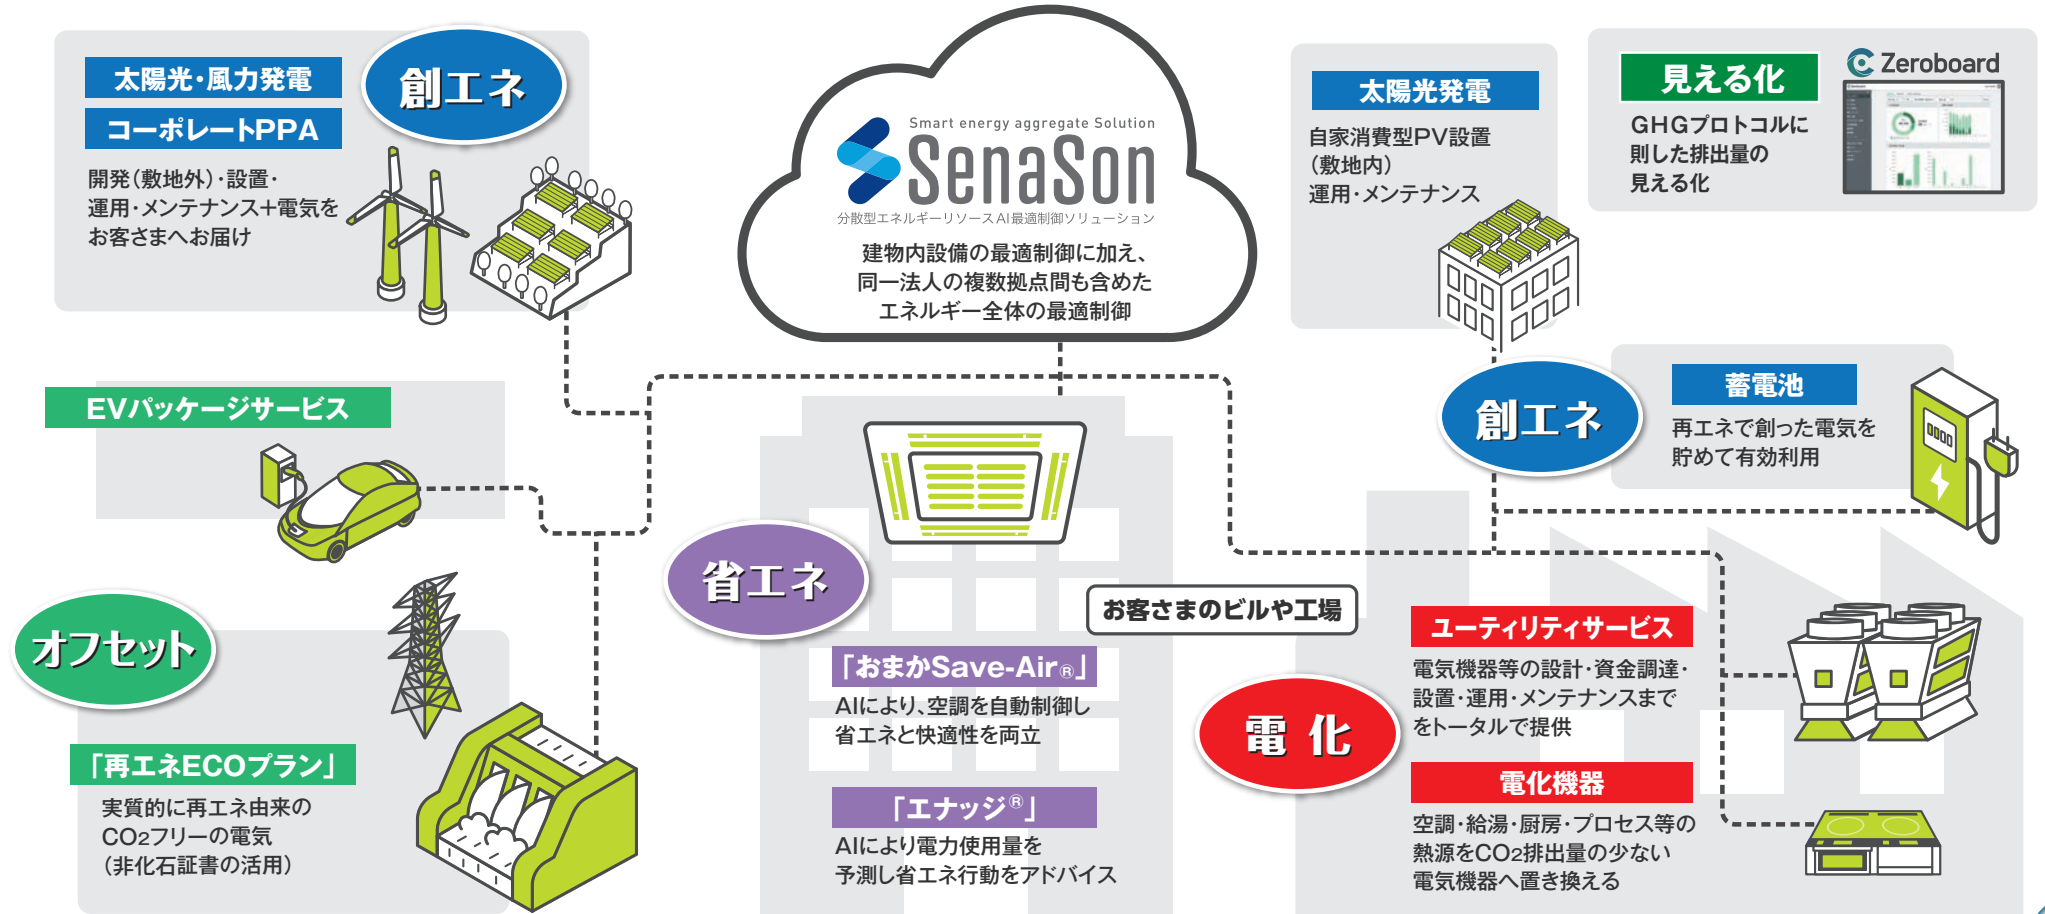 太陽光・風力発電
コーポレートPPA
創エネ
開発(敷地外)・設置・
運用・メンテナンス+電気を
お客さまへお届け
Smart energy aggregate Solution
SenaSon
分散型エネルギーリソースAI最適制御ソリューション
建物内設備の最適制御に加え、
同一法人の複数拠点間も含めた
エネルギー全体の最適制御
太陽光発電
自家消費型PV設置
(敷地内)
運用・メンテナンス
見える化
Zeroboard
GHGプロトコルに
則した排出量の
見える化
EVパッケージサービス
創エネ
蓄電池
再エネで創った電気を
貯めて有効利用
オフセット
「再エネECOプラン」
実質的に再エネ由来の
CO2フリーの電気
(非化石証書の活用)
省エネ
「おまかSave-Air®」
AIにより、空調を自動制御し
省エネと快適性を両立
「エナッジ®」
AIにより電力使用量を
予測し省エネ行動をアドバイス
お客さまのビルや工場
電化
ユーティリティサービス
電気機器等の設計・資金調達・
設置・運用・メンテナンスまで
をトータルで提供
電化機器
空調・給湯・厨房・プロセス等の
熱源をCO2排出量の少ない
電気機器へ置き換える